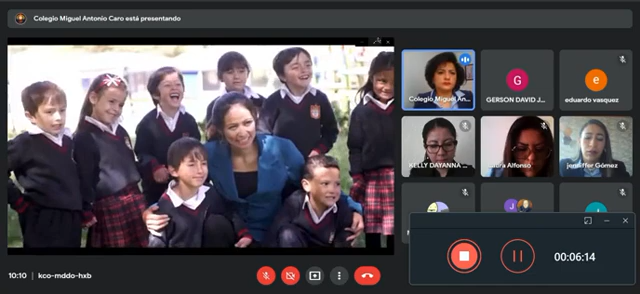 Colegio Miguel Antonio Caro está presentando
Colegio Miguel An...
GERSON DAVID J...
eduardo vasquez
KELLY DAYANNA ...
Laura Alfonso
jenniffer Gómez
G
e
J
J
00:06:14
10:10 | kco-mddo-hxb